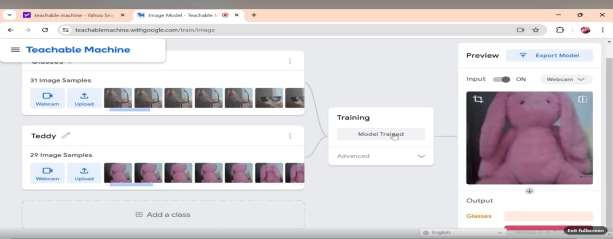 teachable machine - Yahoo Se
Image Model - Teachable
teachablemachine.withgoogle.com/train/image
Teachable Machine
31 Image Samples
Webcam
Upload
Teddy
29 Image Samples
Webcam
Upload
Add a class
Training
Model Trained
Advanced
Preview
Export Model
Input
ON
Webcam
Output
Glasses
English
Exit fullscreen